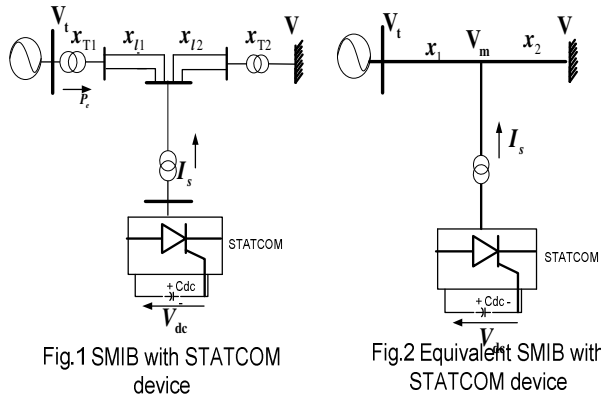 V_t x_T1 x_l1 x_l2 x_T2 V
P_e
I_s
STATCOM
+ Cdc -
V_dc
Fig.1 SMIB with STATCOM
device
V_t x_1 V_m x_2 V
I_s
STATCOM
+ Cdc -
V_dc
Fig.2 Equivalent SMIB with
STATCOM device